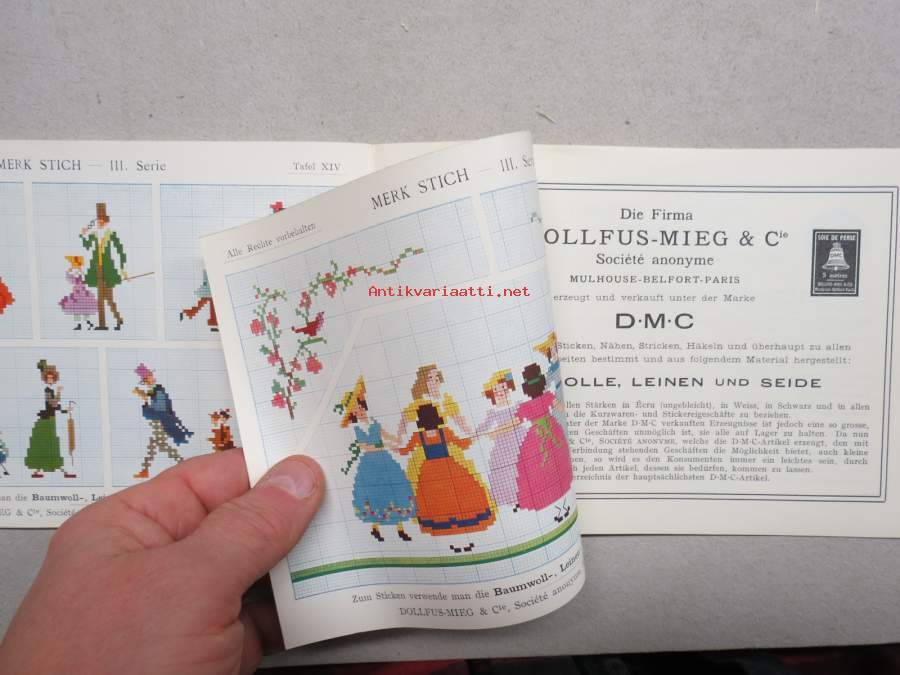 MERK STICH — III. Serie
Tafel XIV
man die Baumwoll-,
Société
Alle Rechte vorbehalten
MERK STICH — III.
Antikvariaatti.net
Zum Sticken verwende man die Baumwoll-,
DOLLFUS-MIEG & Cie, Société anonyme
Die Firma
OLLFUS-MIEG & Cie
Société anonyme
MULHOUSE-BELFORT-PARIS
erzeugt und verkauft unter der Marke
D·M·C
Sticken, Nähen, Stricken, Häkeln und überhaupt zu allen
bestimmt und aus folgendem Material hergestellt:
OLLE, LEINEN UND SEIDE
Stärken in Écru (ungebleicht), in Weiss, in Schwarz und in allen
die Kurzwaren- und Stickereigeschäfte zu beziehen.
der Marke D·M·C verkauften Erzeugnisse ist jedoch eine so grosse,
Geschäften unmöglich ist, sie alle auf Lager zu halten. Da nun
& Cie, SOCIÉTÉ ANONYME, welche die D·M·C-Artikel erzeugt, den mit
stehenden Geschäften die Möglichkeit bietet, auch kleine
so wird es den Konsumenten immer ein leichtes sein, durch
jeden Artikel, dessen sie bedürfen, kommen zu lassen.
der hauptsächlichsten D·M·C-Artikel.
SOIE DE PERSE